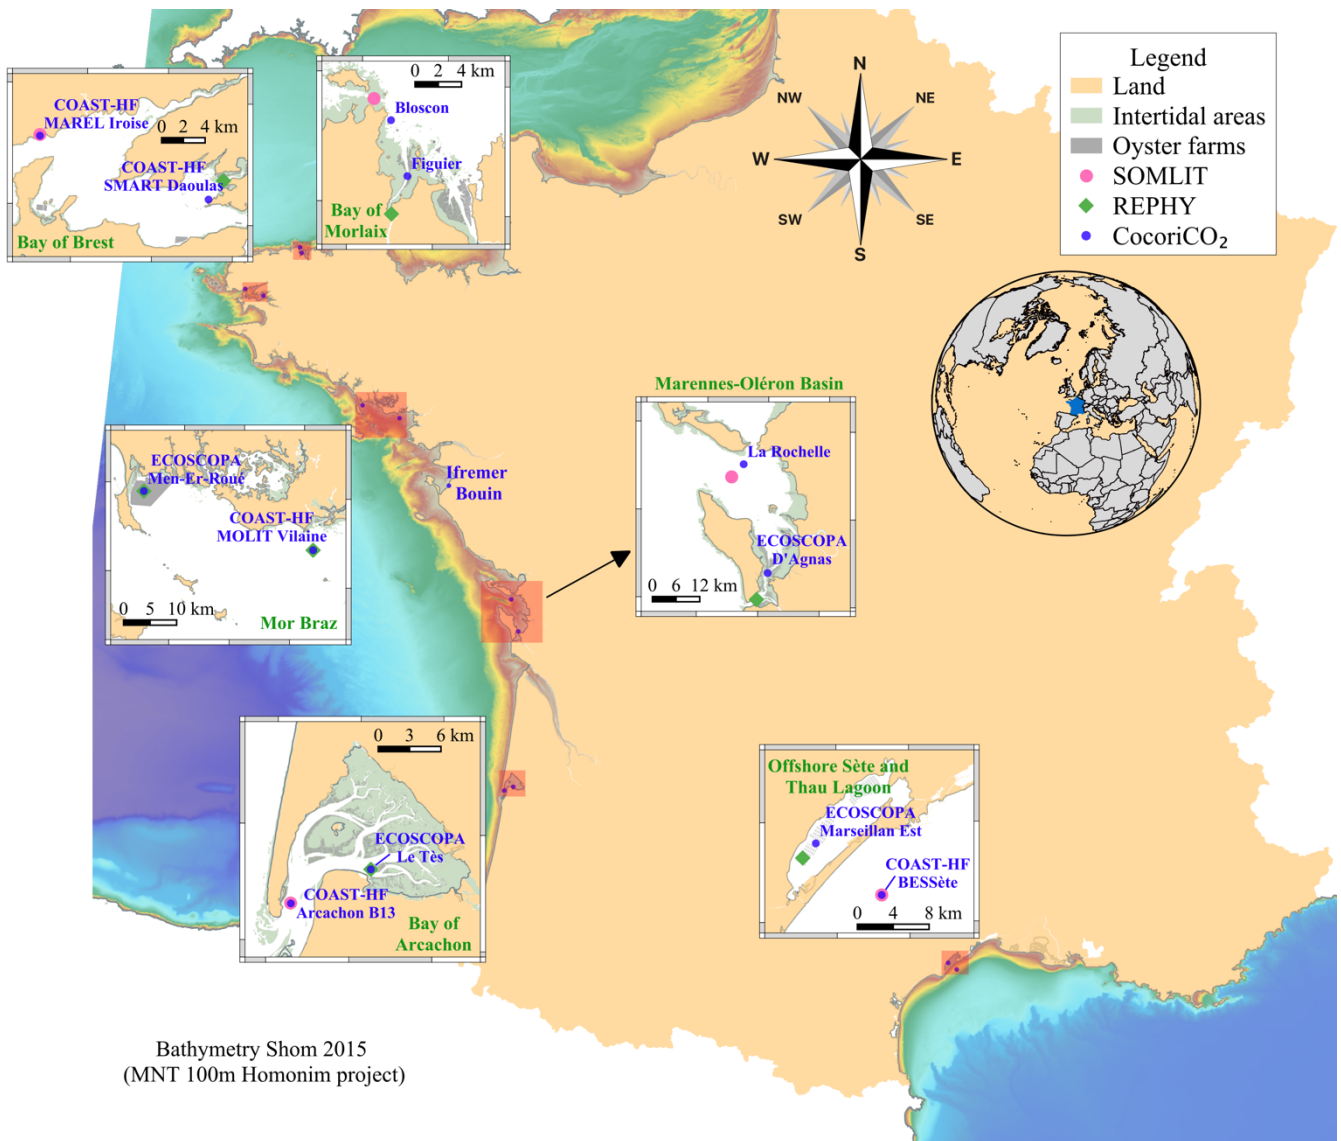 COAST-HF
MAREL Iroise
0 2 4 km
COAST-HF
SMART Daoulas
Bay of Brest
0 2 4 km
Bloscon
Figuier
Bay of
Morlaix
N
NW
NE
W
E
SW
SE
S
Legend
Land
Intertidal areas
Oyster farms
SOMLIT
REPHY
CocoriCO₂
ECOSCOPA
Men-Er-Roué
COAST-HF
MOLIT Vilaine
0 5 10 km
Mor Braz
Ifremer
Bouin
Marennes-Oléron Basin
La Rochelle
ECOSCOPA
D'Agnas
0 6 12 km
0 3 6 km
ECOSCOPA
Le Tès
COAST-HF
Arcachon B13
Bay of
Arcachon
Offshore Sète and
Thau Lagoon
ECOSCOPA
Marseillan Est
COAST-HF
BESSète
0 4 8 km
Bathymetry Shom 2015
(MNT 100m Homonim project)